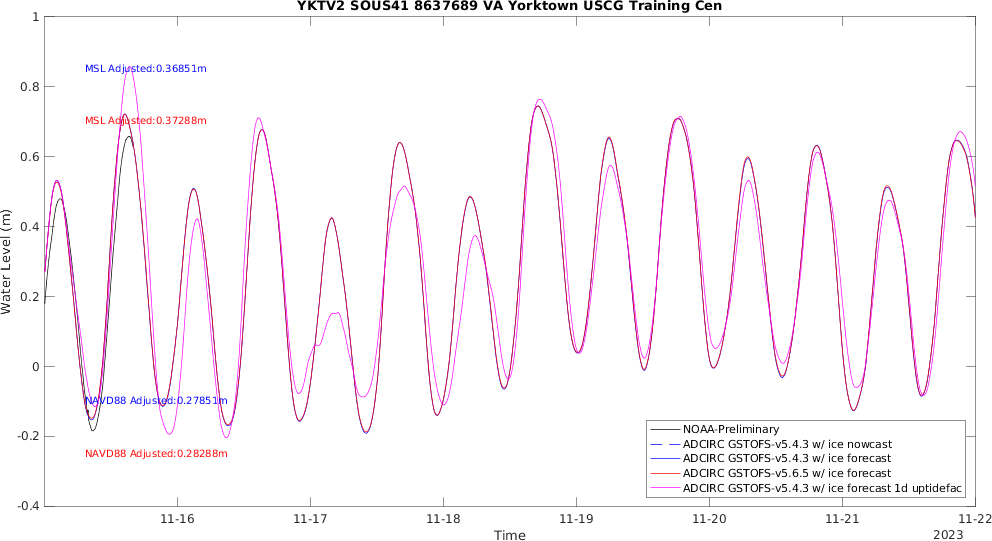 YKTV2 SOUS41 8637689 VA Yorktown USCG Training Cen
1
0.8
0.6
0.4
0.2
0
-0.2
-0.4
Water Level (m)
MSL Adjusted:0.36851m
MSL Adjusted:0.37288m
NAVD88 Adjusted:0.27851m
NAVD88 Adjusted:0.28288m
NOAA-Preliminary
ADCIRC GSTOFS-v5.4.3 w/ ice nowcast
ADCIRC GSTOFS-v5.4.3 w/ ice forecast
ADCIRC GSTOFS-v5.6.5 w/ ice forecast
ADCIRC GSTOFS-v5.4.3 w/ ice forecast 1d uptidefac
11-16 11-17 11-18 11-19 11-20 11-21 11-22
Time
2023